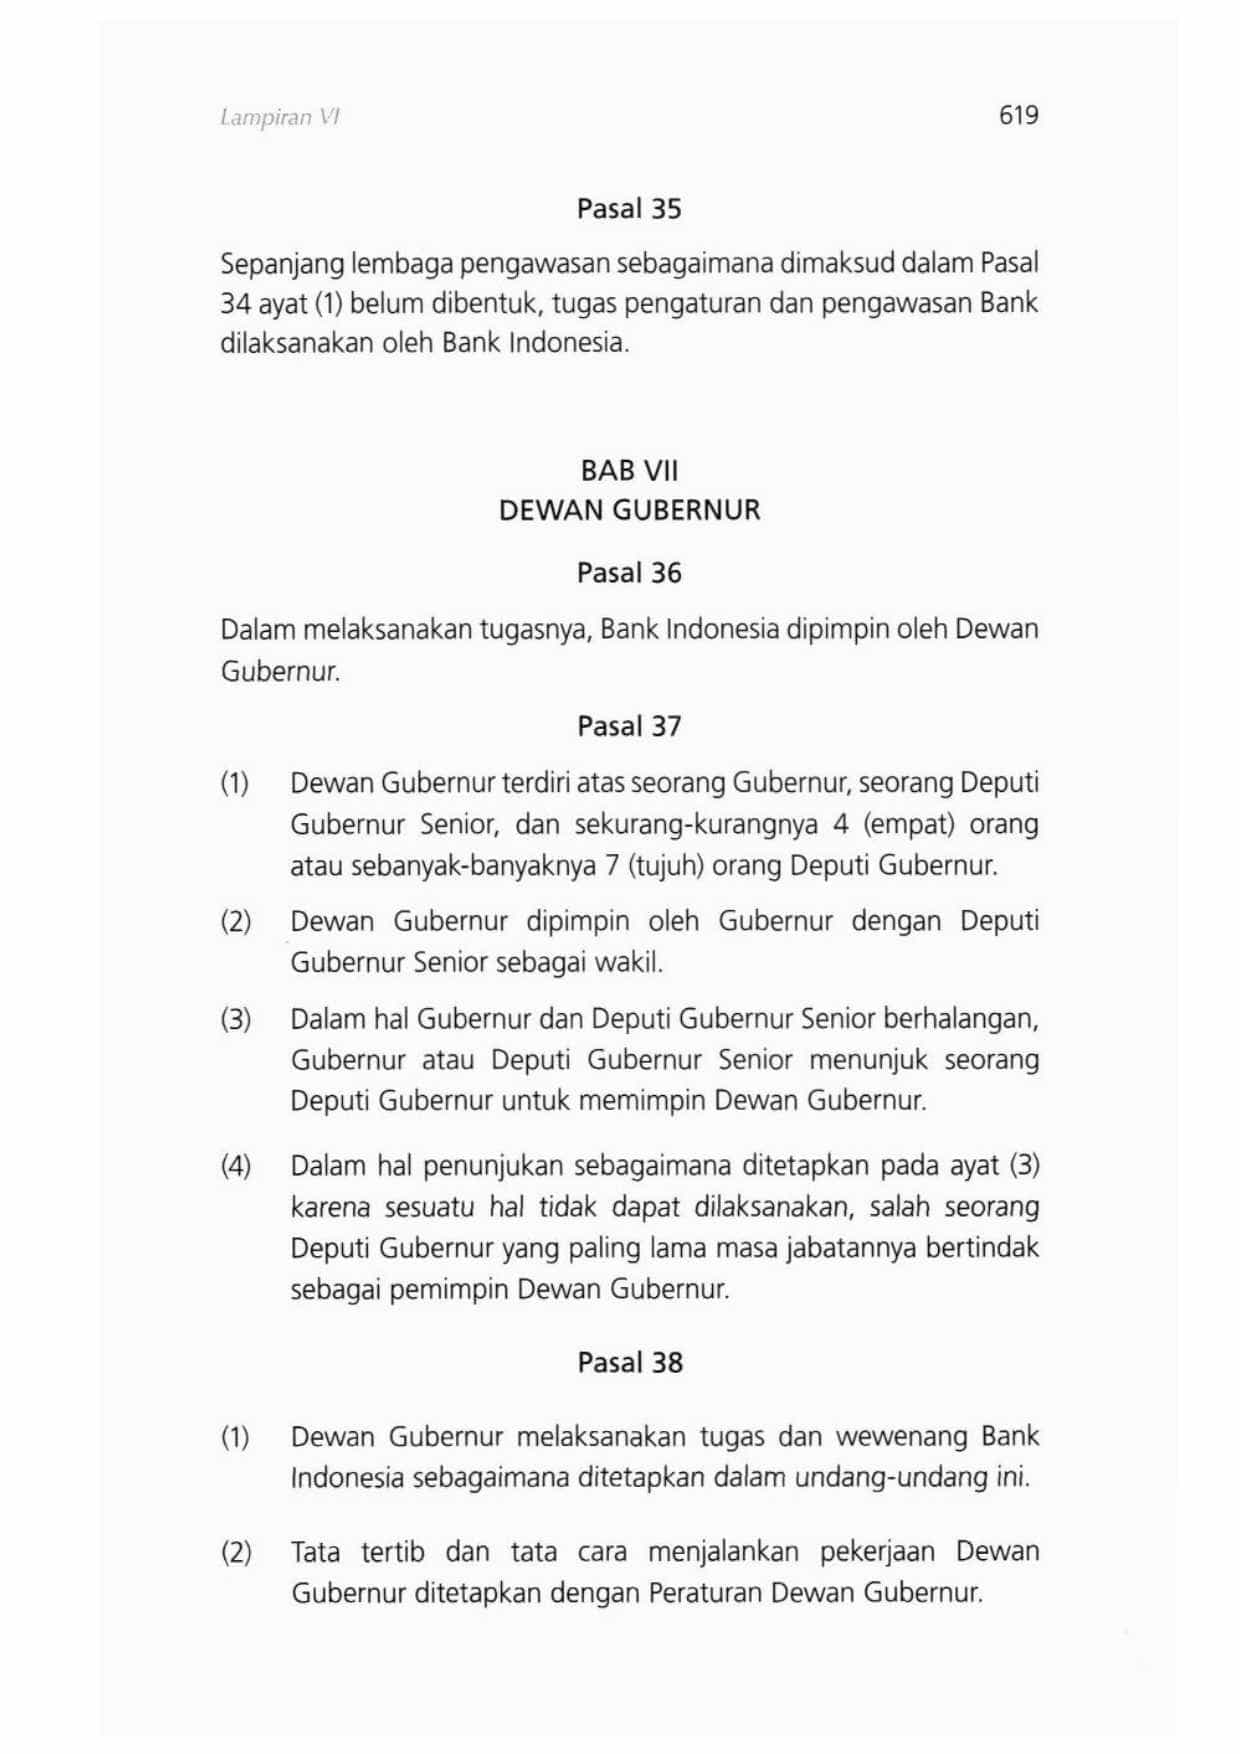 Lampiran VI
619
Pasal 35
Sepanjang lembaga pengawasan sebagaimana dimaksud dalam Pasal
34 ayat (1) belum dibentuk, tugas pengaturan dan pengawasan Bank
dilaksanakan oleh Bank Indonesia.
BAB VII
DEWAN GUBERNUR
Pasal 36
Dalam melaksanakan tugasnya, Bank Indonesia dipimpin oleh Dewan
Gubernur.
Pasal 37
(1) Dewan Gubernur terdiri atas seorang Gubernur, seorang Deputi
Gubernur Senior, dan sekurang-kurangnya 4 (empat) orang
atau sebanyak-banyaknya 7 (tujuh) orang Deputi Gubernur.
(2) Dewan Gubernur dipimpin oleh Gubernur dengan Deputi
Gubernur Senior sebagai wakil.
(3) Dalam hal Gubernur dan Deputi Gubernur Senior berhalangan,
Gubernur atau Deputi Gubernur Senior menunjuk seorang
Deputi Gubernur untuk memimpin Dewan Gubernur.
(4) Dalam hal penunjukan sebagaimana ditetapkan pada ayat (3)
karena sesuatu hal tidak dapat dilaksanakan, salah seorang
Deputi Gubernur yang paling lama masa jabatannya bertindak
sebagai pemimpin Dewan Gubernur.
Pasal 38
(1) Dewan Gubernur melaksanakan tugas dan wewenang Bank
Indonesia sebagaimana ditetapkan dalam undang-undang ini.
(2) Tata tertib dan tata cara menjalankan pekerjaan Dewan
Gubernur ditetapkan dengan Peraturan Dewan Gubernur.